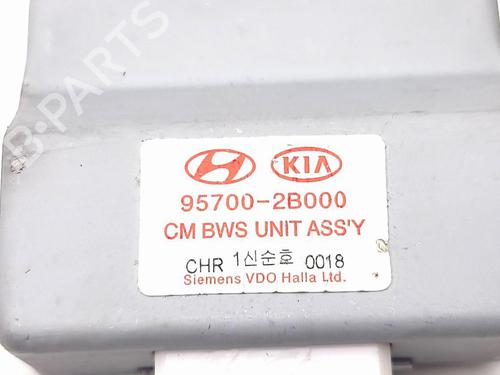 B-PARTS
KIA
95700-2B000
CM BWS UNIT ASS'Y
CHR 1신순호 0018
Siemens VDO Halla Ltd.